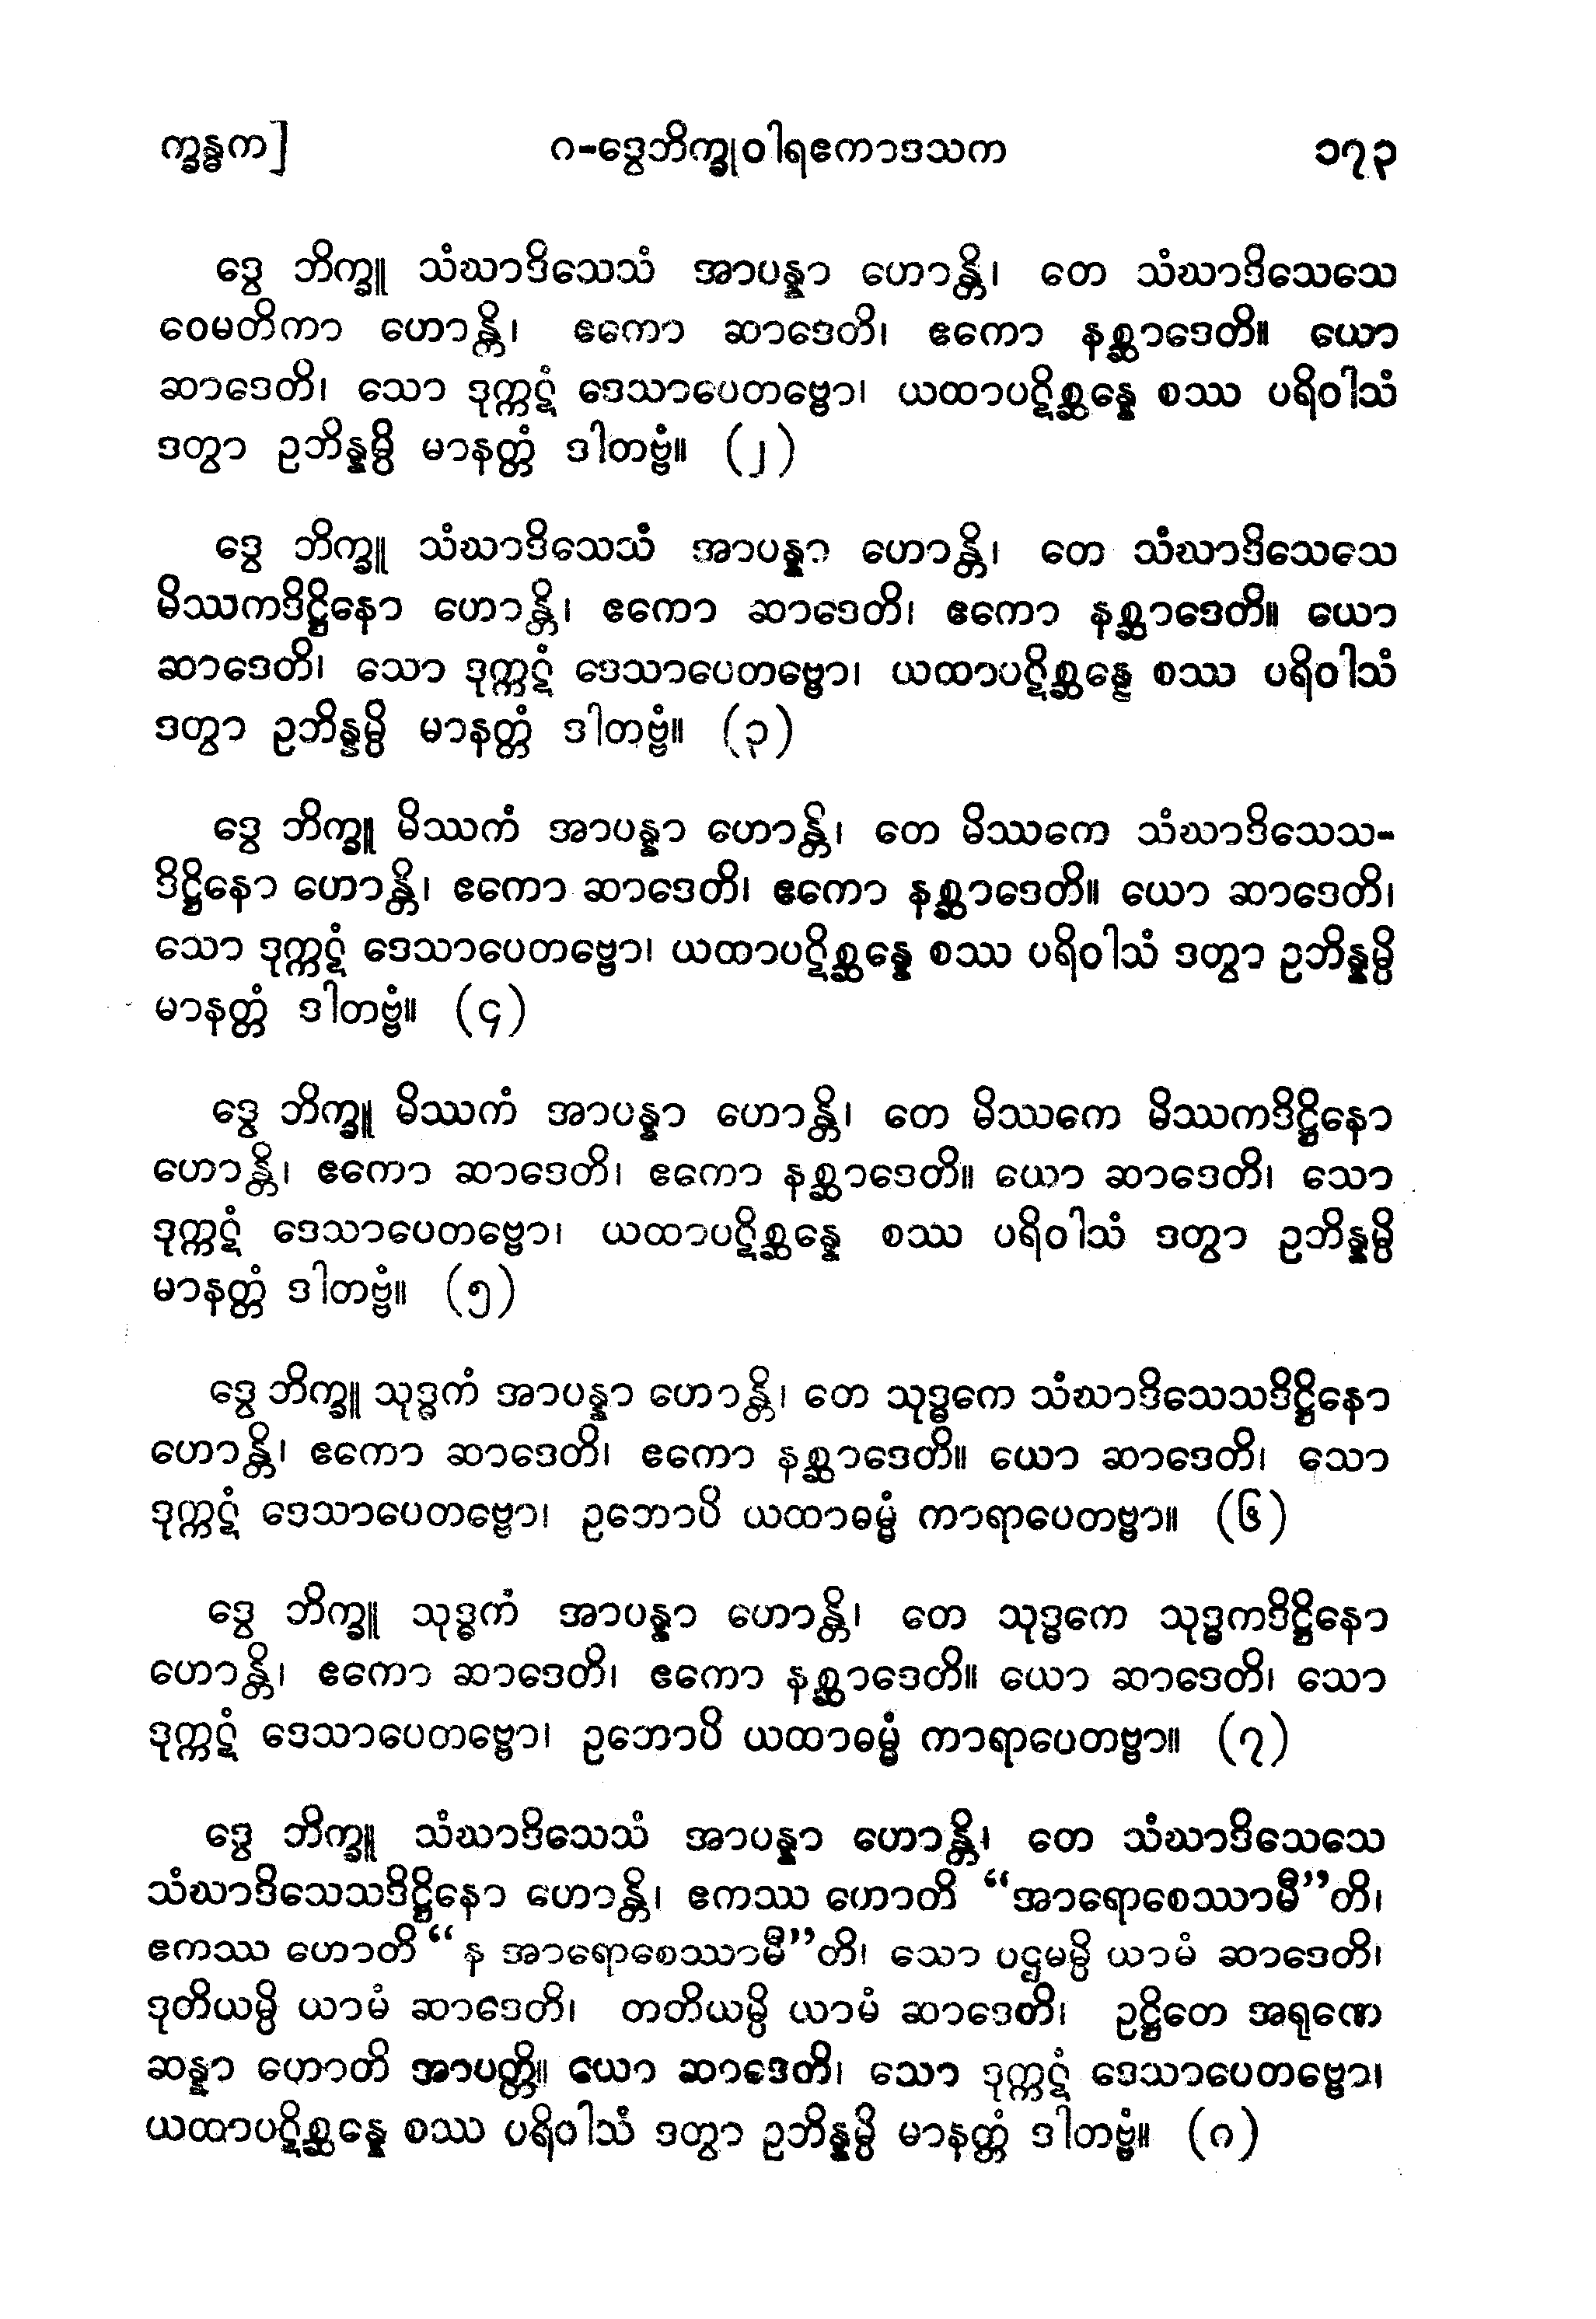 က္ခန္ဓက]	ဂ-ဒွေဘိက္ခုဝါရဧကာဒသက	၁၇၃
ဒွေ ဘိက္ခူ သံဃာဒိသေသံ အာပန္နာ ဟောန္တိ၊ တေ သံဃာဒိသေသေ
ဝေမတိကာ ဟောန္တိ၊ ဧကော ဆာဒေတိ၊ ဧကော နစ္ဆာဒေတိ။ ယော
ဆာဒေတိ၊ သော ဒုက္ကဋံ ဒေသာပေတဗ္ဗော၊ ယထာပဋိစ္ဆန္နေ စဿ ပရိဝါသံ
ဒတွာ ဥဘိန္နမ္ပိ မာနတ္တံ ဒါတဗ္ဗံ။ (၂)
ဒွေ ဘိက္ခူ သံဃာဒိသေသံ အာပန္နာ ဟောန္တိ၊ တေ သံဃာဒိသေသေ
မိဿကဒိဋ္ဌိနော ဟောန္တိ၊ ဧကော ဆာဒေတိ၊ ဧကော နစ္ဆာဒေတိ။ ယော
ဆာဒေတိ၊ သော ဒုက္ကဋံ ဒေသာပေတဗ္ဗော၊ ယထာပဋိစ္ဆန္နေ စဿ ပရိဝါသံ
ဒတွာ ဥဘိန္နမ္ပိ မာနတ္တံ ဒါတဗ္ဗံ။ (၃)
ဒွေ ဘိက္ခူ မိဿကံ အာပန္နာ ဟောန္တိ၊ တေ မိဿကေ သံဃာဒိသေသ-
ဒိဋ္ဌိနော ဟောန္တိ၊ ဧကော ဆာဒေတိ၊ ဧကော နစ္ဆာဒေတိ။ ယော ဆာဒေတိ၊
သော ဒုက္ကဋံ ဒေသာပေတဗ္ဗော၊ ယထာပဋိစ္ဆန္နေ စဿ ပရိဝါသံ ဒတွာ ဥဘိန္နမ္ပိ
မာနတ္တံ ဒါတဗ္ဗံ။ (၄)
ဒွေ ဘိက္ခူ မိဿကံ အာပန္နာ ဟောန္တိ၊ တေ မိဿကေ မိဿကဒိဋ္ဌိနော
ဟောန္တိ၊ ဧကော ဆာဒေတိ၊ ဧကော နစ္ဆာဒေတိ။ ယော ဆာဒေတိ၊ သော
ဒုက္ကဋံ ဒေသာပေတဗ္ဗော၊ ယထာပဋိစ္ဆန္နေ စဿ ပရိဝါသံ ဒတွာ ဥဘိန္နမ္ပိ
မာနတ္တံ ဒါတဗ္ဗံ။ (၅)
ဒွေ ဘိက္ခူ သုဒ္ဓကံ အာပန္နာ ဟောန္တိ၊ တေ သုဒ္ဓကေ သံဃာဒိသေသဒိဋ္ဌိနော
ဟောန္တိ၊ ဧကော ဆာဒေတိ၊ ဧကော နစ္ဆာဒေတိ။ ယော ဆာဒေတိ၊ သော
ဒုက္ကဋံ ဒေသာပေတဗ္ဗော၊ ဥဘောပိ ယထာဓမ္မံ ကာရာပေတဗ္ဗာ။ (၆)
ဒွေ ဘိက္ခူ သုဒ္ဓကံ အာပန္နာ ဟောန္တိ၊ တေ သုဒ္ဓကေ သုဒ္ဓကဒိဋ္ဌိနော
ဟောန္တိ၊ ဧကော ဆာဒေတိ၊ ဧကော နစ္ဆာဒေတိ။ ယော ဆာဒေတိ၊ သော
ဒုက္ကဋံ ဒေသာပေတဗ္ဗော၊ ဥဘောပိ ယထာဓမ္မံ ကာရာပေတဗ္ဗာ။ (၇)
ဒွေ ဘိက္ခူ သံဃာဒိသေသံ အာပန္နာ ဟောန္တိ၊ တေ သံဃာဒိသေသေ
သံဃာဒိသေသဒိဋ္ဌိနော ဟောန္တိ၊ ဧကဿ ဟောတိ “အာရောစေဿာမီ”တိ၊
ဧကဿ ဟောတိ “န အာရောစေဿာမီ”တိ၊ သော ပဌမမ္ပိ ယာမံ ဆာဒေတိ၊
ဒုတိယမ္ပိ ယာမံ ဆာဒေတိ၊ တတိယမ္ပိ ယာမံ ဆာဒေတိ၊ ဥဋ္ဌိတေ အရုဏေ
ဆန္နာ ဟောတိ အာပတ္တိ။ ယော ဆာဒေတိ၊ သော ဒုက္ကဋံ ဒေသာပေတဗ္ဗော၊
ယထာပဋိစ္ဆန္နေ စဿ ပရိဝါသံ ဒတွာ ဥဘိန္နမ္ပိ မာနတ္တံ ဒါတဗ္ဗံ။ (၈)